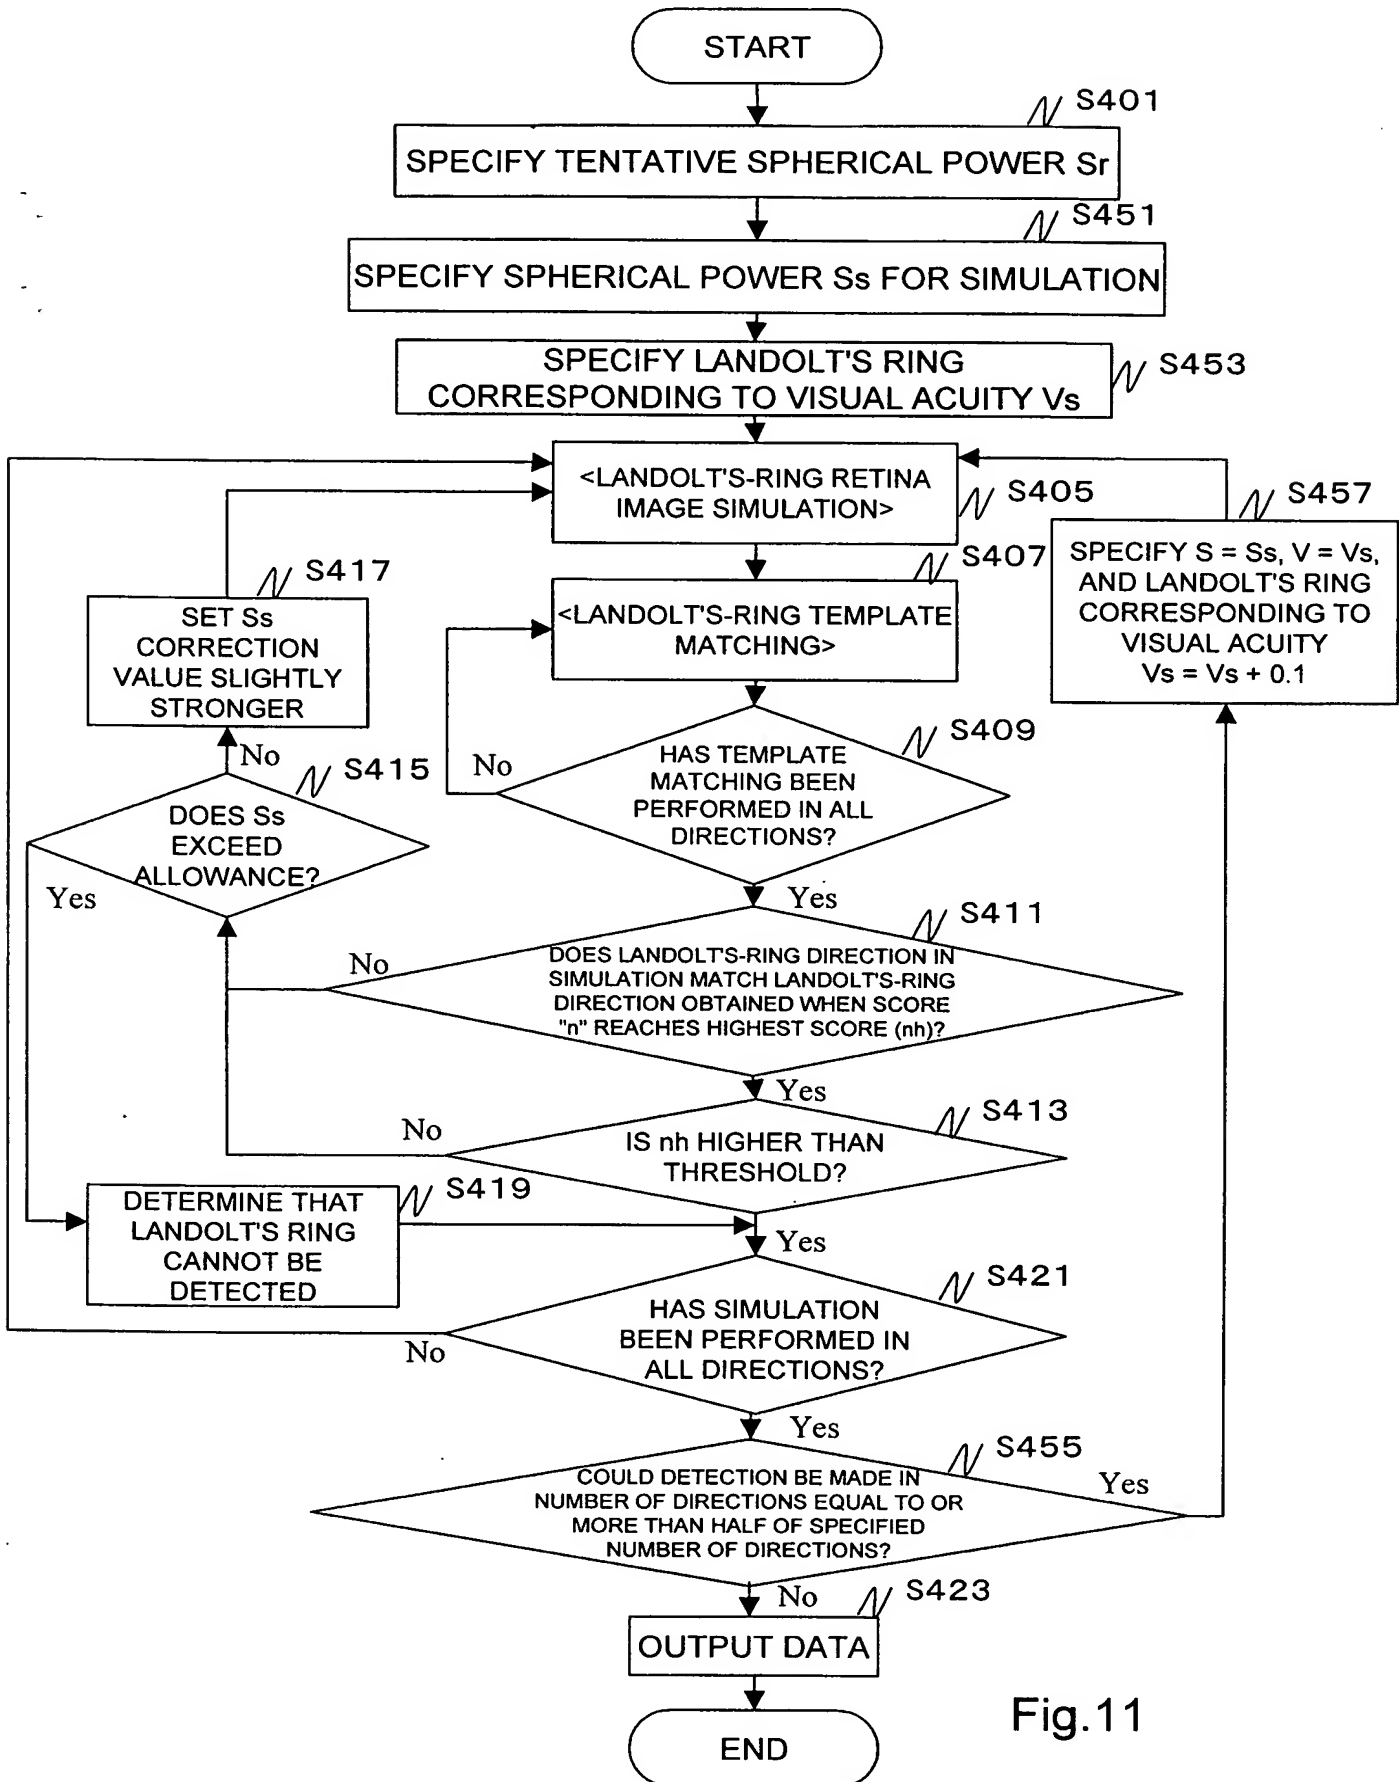 START
S401
SPECIFY TENTATIVE SPHERICAL POWER Sr
S451
SPECIFY SPHERICAL POWER Ss FOR SIMULATION
SPECIFY LANDOLT'S RING
CORRESPONDING TO VISUAL ACUITY Vs
S453
<LANDOLT'S-RING RETINA
IMAGE SIMULATION>
S405
S457
SPECIFY S = Ss, V = Vs,
AND LANDOLT'S RING
CORRESPONDING TO
VISUAL ACUITY
Vs = Vs + 0.1
S407
<LANDOLT'S-RING TEMPLATE
MATCHING>
S417
SET Ss
CORRECTION
VALUE SLIGHTLY
STRONGER
No
S415
DOES Ss
EXCEED
ALLOWANCE?
Yes
S409
HAS TEMPLATE
MATCHING BEEN
PERFORMED IN ALL
DIRECTIONS?
No
Yes
S411
DOES LANDOLT'S-RING DIRECTION IN
SIMULATION MATCH LANDOLT'S-RING
DIRECTION OBTAINED WHEN SCORE
"n" REACHES HIGHEST SCORE (nh)?
No
Yes
S413
IS nh HIGHER THAN
THRESHOLD?
No
Yes
S419
DETERMINE THAT
LANDOLT'S RING
CANNOT BE
DETECTED
S421
HAS SIMULATION
BEEN PERFORMED IN
ALL DIRECTIONS?
No
Yes
S455
COULD DETECTION BE MADE IN
NUMBER OF DIRECTIONS EQUAL TO OR
MORE THAN HALF OF SPECIFIED
NUMBER OF DIRECTIONS?
Yes
No
S423
OUTPUT DATA
END
Fig.11